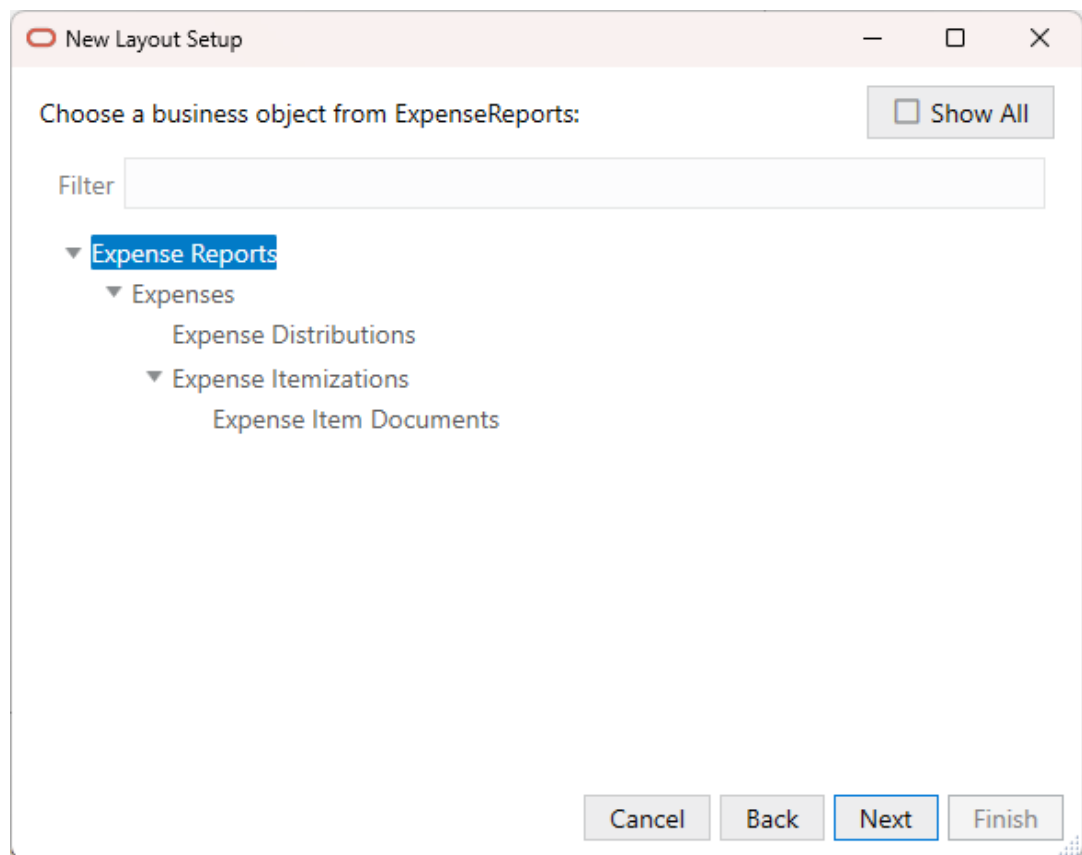 New Layout Setup
Choose a business object from ExpenseReports:
Show All
Filter
Expense Reports
Expenses
Expense Distributions
Expense Itemizations
Expense Item Documents
Cancel Back Next Finish